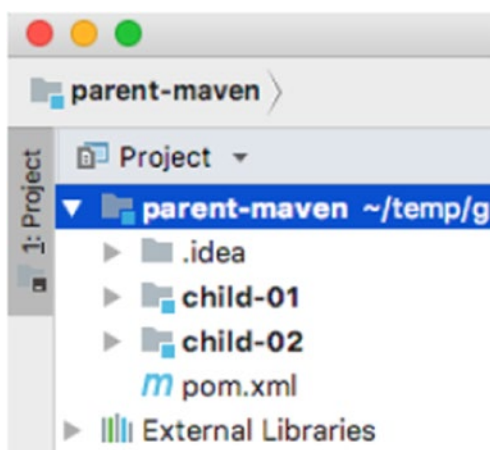 parent-maven
Project
1: Project
parent-maven ~/temp/g
.idea
child-01
child-02
m pom.xml
External Libraries